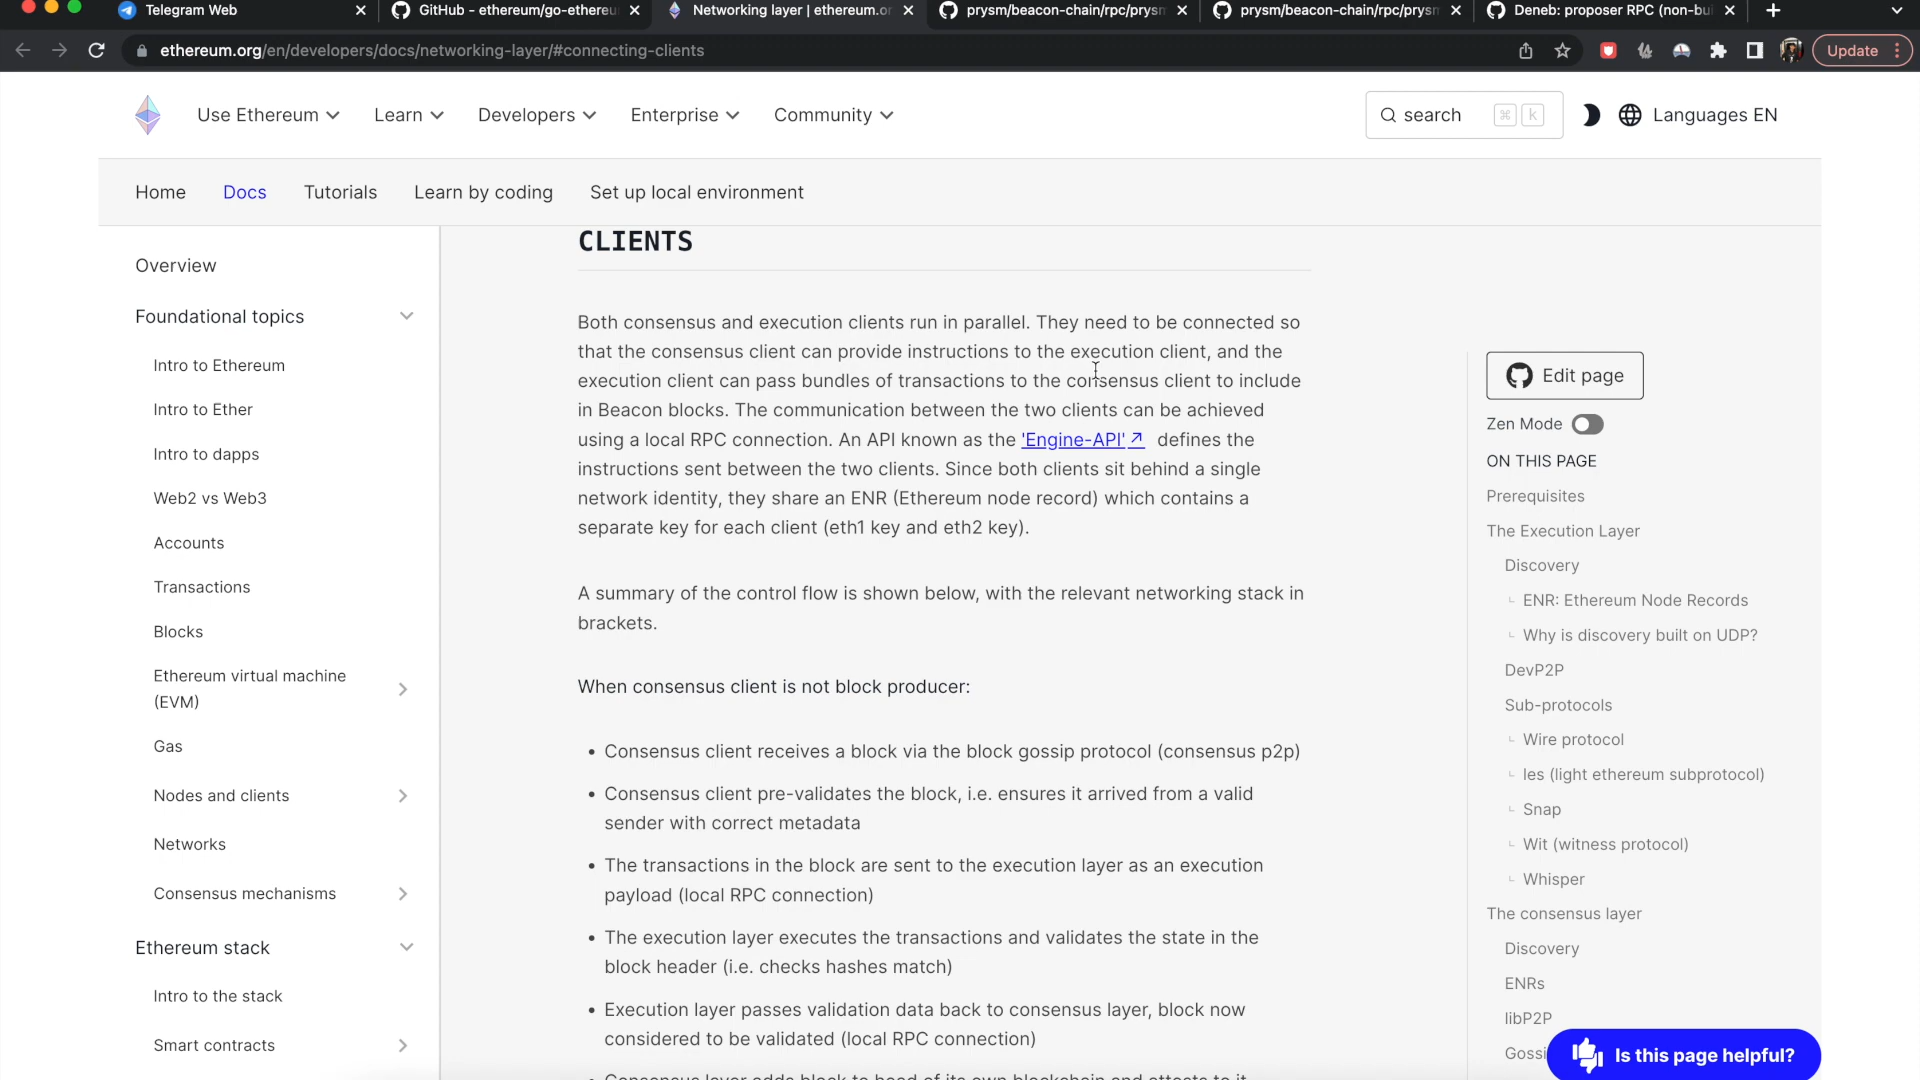 Telegram Web
GitHub - ethereum/go-ethereu
Networking layer | ethereum.or
prysm/beacon-chain/rpc/prysm
prysm/beacon-chain/rpc/prysm
Deneb: proposer RPC (non-bui
ethereum.org/en/developers/docs/networking-layer/#connecting-clients
Update
Use Ethereum
Learn
Developers
Enterprise
Community
search
⌘ k
Languages EN
Home
Docs
Tutorials
Learn by coding
Set up local environment
Overview
Foundational topics
Intro to Ethereum
Intro to Ether
Intro to dapps
Web2 vs Web3
Accounts
Transactions
Blocks
Ethereum virtual machine
(EVM)
Gas
Nodes and clients
Networks
Consensus mechanisms
Ethereum stack
Intro to the stack
Smart contracts
CLIENTS
Both consensus and execution clients run in parallel. They need to be connected so
that the consensus client can provide instructions to the execution client, and the
execution client can pass bundles of transactions to the consensus client to include
in Beacon blocks. The communication between the two clients can be achieved
using a local RPC connection. An API known as the 'Engine-API'↗ defines the
instructions sent between the two clients. Since both clients sit behind a single
network identity, they share an ENR (Ethereum node record) which contains a
separate key for each client (eth1 key and eth2 key).
A summary of the control flow is shown below, with the relevant networking stack in
brackets.
When consensus client is not block producer:
• Consensus client receives a block via the block gossip protocol (consensus p2p)
• Consensus client pre-validates the block, i.e. ensures it arrived from a valid
sender with correct metadata
• The transactions in the block are sent to the execution layer as an execution
payload (local RPC connection)
• The execution layer executes the transactions and validates the state in the
block header (i.e. checks hashes match)
• Execution layer passes validation data back to consensus layer, block now
considered to be validated (local RPC connection)
• Consensus layer adds block to head of its own blockchain and attests to it
Edit page
Zen Mode
ON THIS PAGE
Prerequisites
The Execution Layer
Discovery
ENR: Ethereum Node Records
Why is discovery built on UDP?
DevP2P
Sub-protocols
Wire protocol
les (light ethereum subprotocol)
Snap
Wit (witness protocol)
Whisper
The consensus layer
Discovery
ENRs
libP2P
Gossi
Is this page helpful?